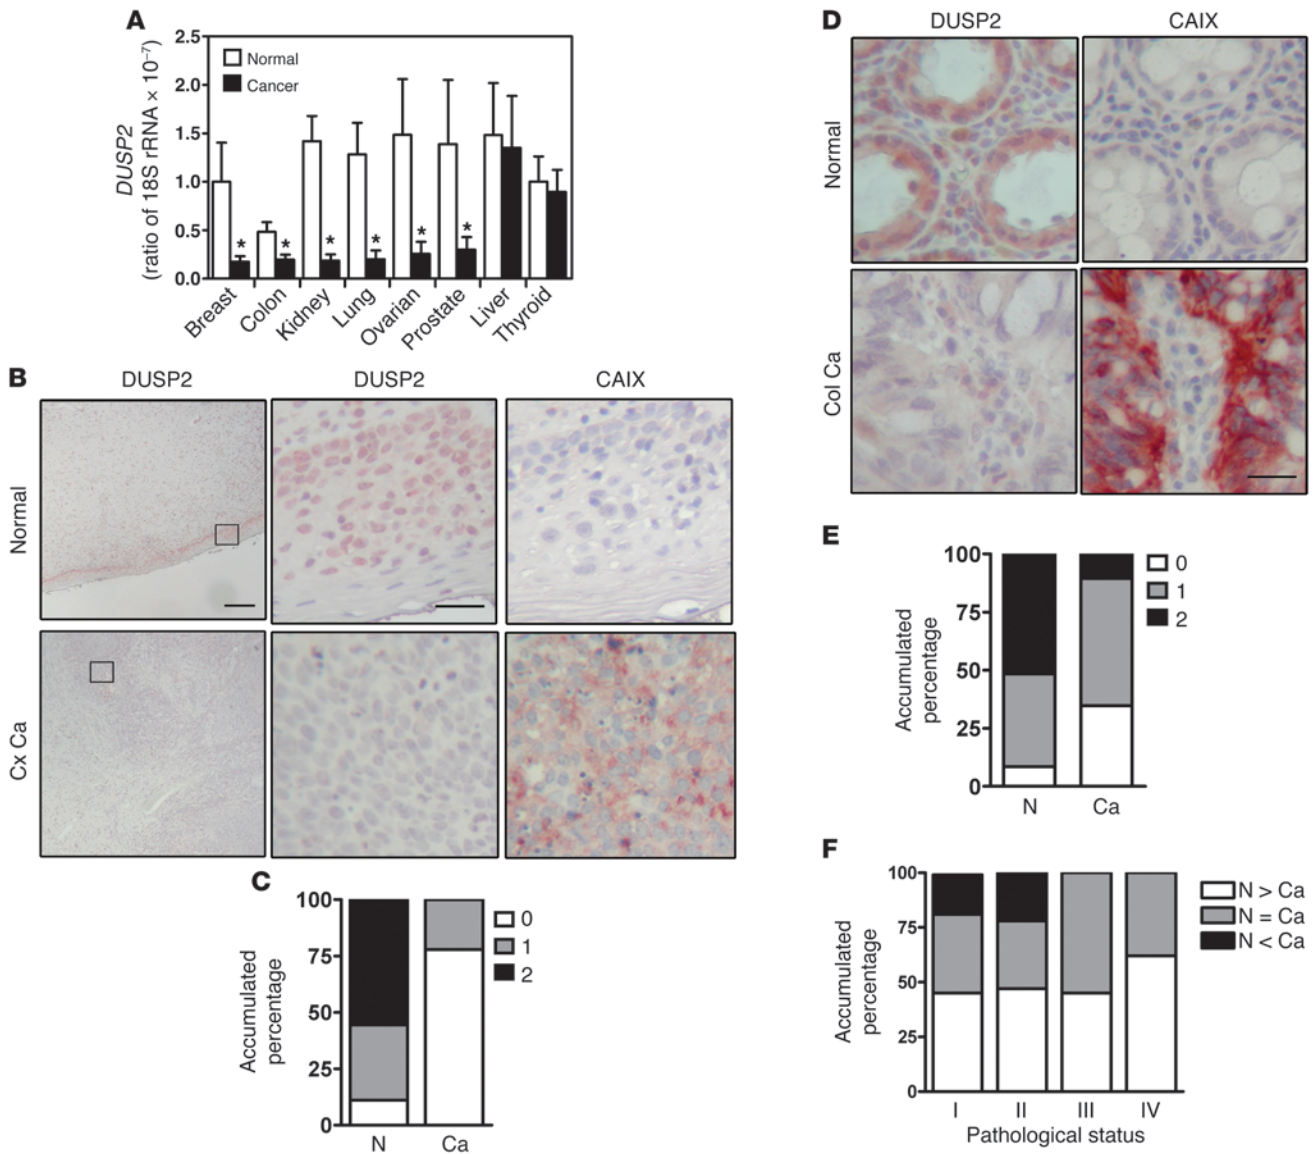 A
DUSP2
(ratio of 18S rRNA × 10⁻⁷)
2.5
2.0
1.5
1.0
0.5
0.0
Normal
Cancer
* * * * * *
Breast Colon Kidney Lung Ovarian Prostate Liver Thyroid
B
DUSP2 DUSP2 CAIX
Normal
Cx Ca
C
Accumulated
percentage
100
75
50
25
0
0
1
2
N Ca
D
DUSP2 CAIX
Normal
Col Ca
E
Accumulated
percentage
100
75
50
25
0
0
1
2
N Ca
F
Accumulated
percentage
100
75
50
25
0
N > Ca
N = Ca
N < Ca
I II III IV
Pathological status